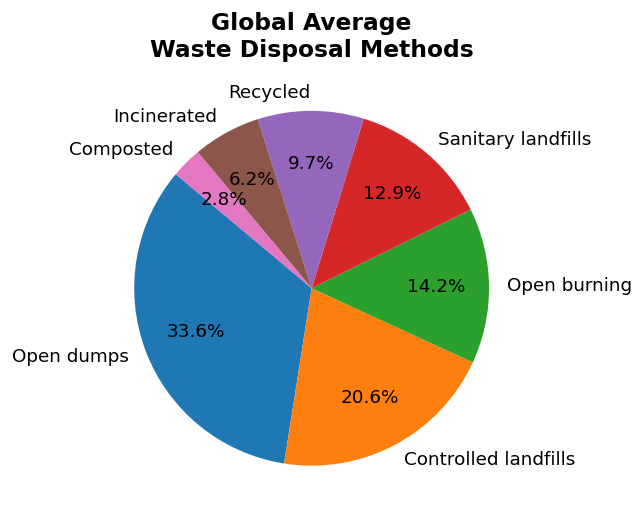 Global Average
Waste Disposal Methods
Recycled
Incinerated
Composted
Sanitary landfills
Open burning
Open dumps
Controlled landfills
9.7%
6.2%
2.8%
12.9%
14.2%
33.6%
20.6%